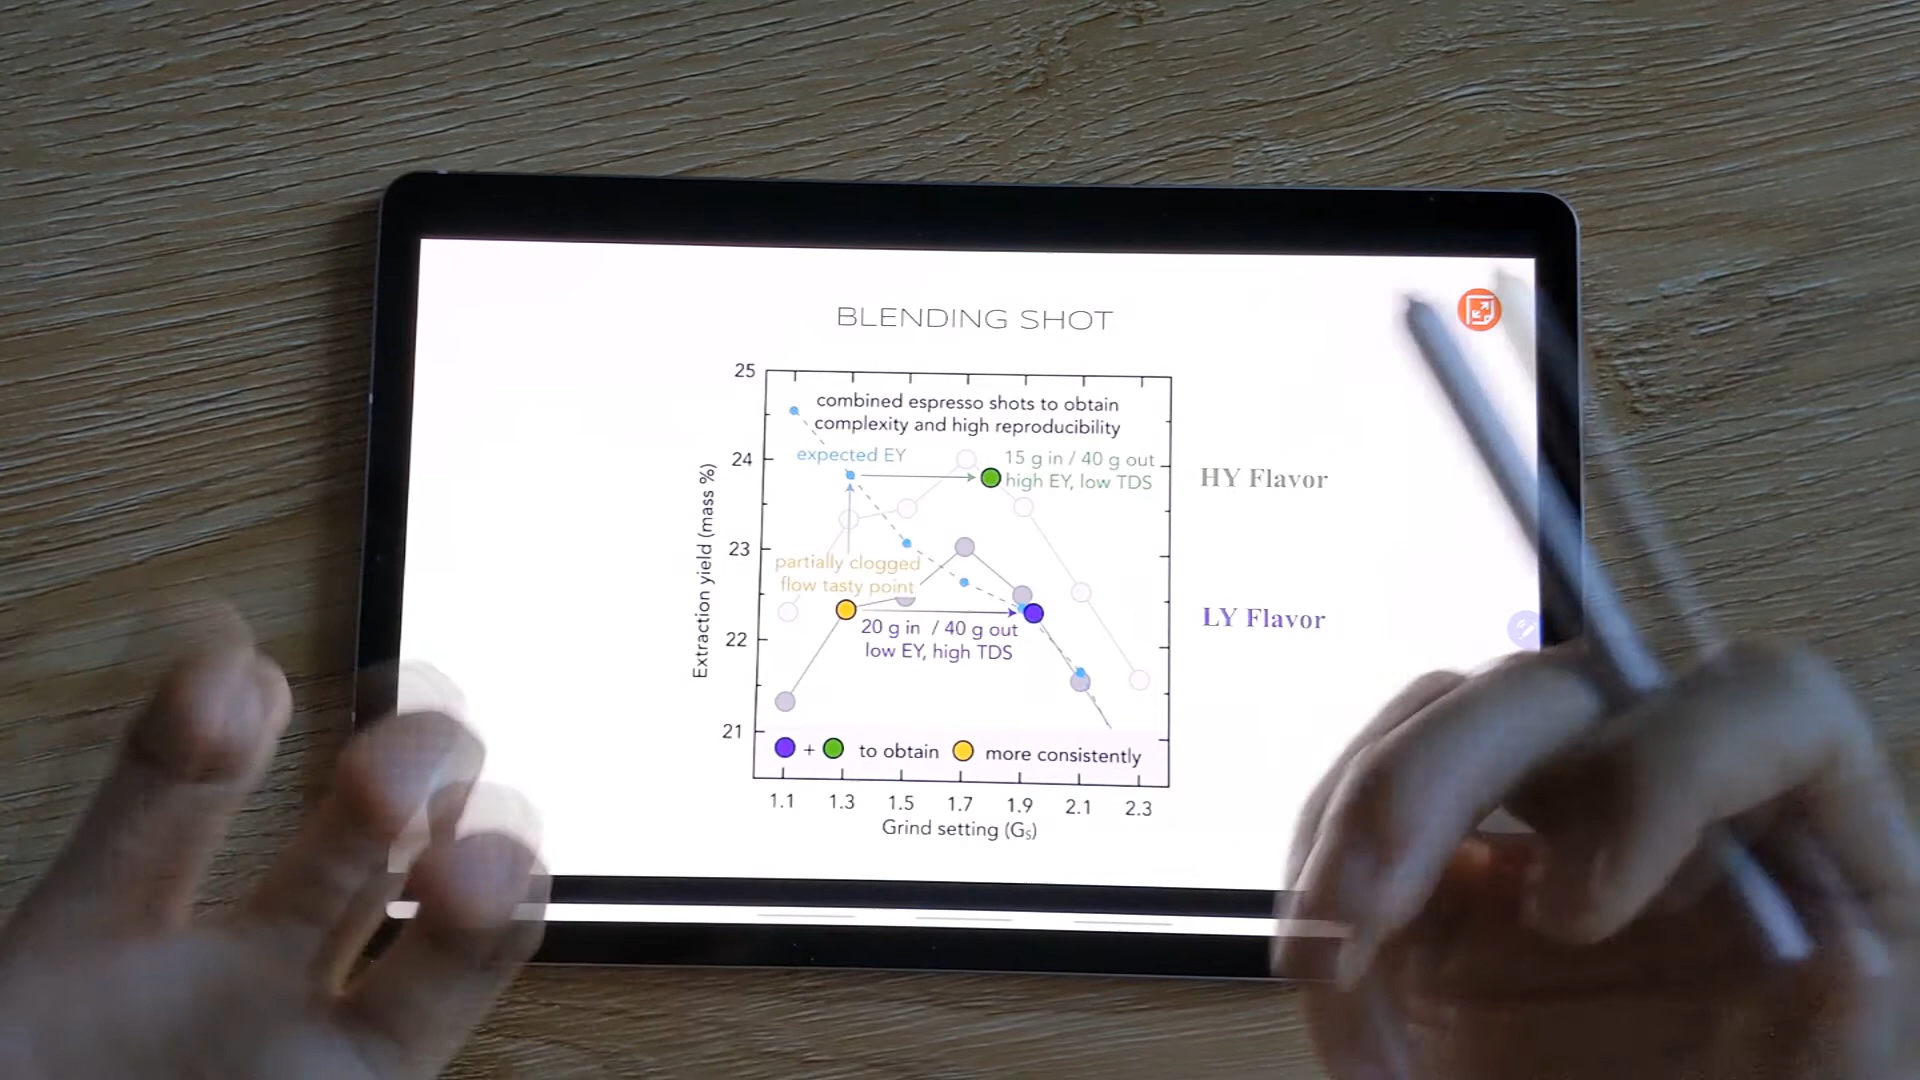 BLENDING SHOT
25
24
23
22
21
Extraction yield (mass %)
combined espresso shots to obtain
complexity and high reproducibility
expected EY
15 g in / 40 g out
high EY, low TDS
HY Flavor
partially clogged
flow tasty point
20 g in / 40 g out
low EY, high TDS
LY Flavor
+ to obtain more consistently
1.1 1.3 1.5 1.7 1.9 2.1 2.3
Grind setting (Gs)